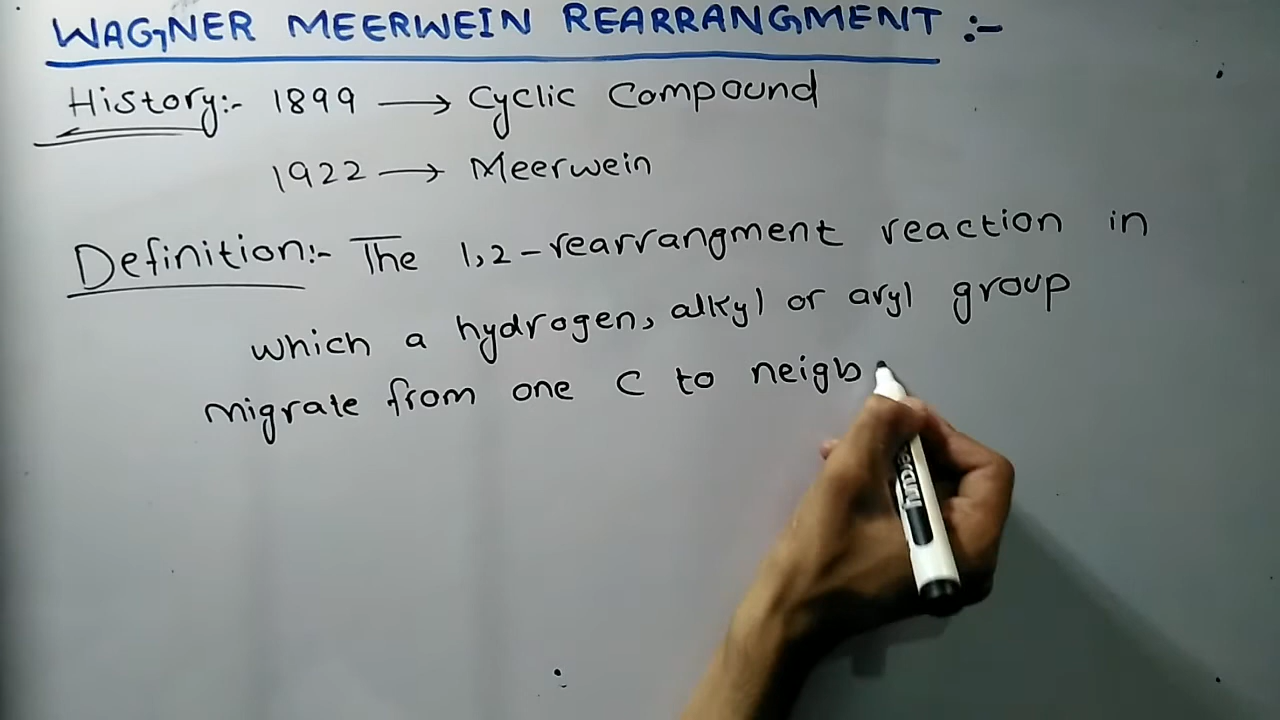 WAGNER MEERWEIN REARRANGMENT :-
History:- 1899 → Cyclic Compound
1922 → Meerwein
Definition:- The 1,2-rearrangment reaction in
which a hydrogen, alkyl or aryl group
migrate from one C to neigb